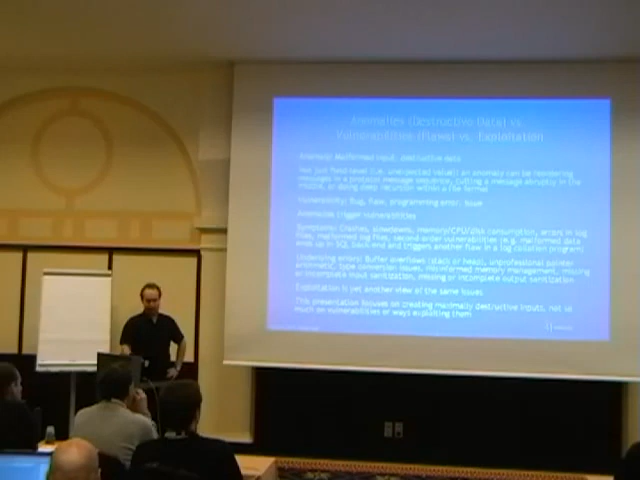 Anomalies (Destructive Data) vs.
Vulnerabilities (Flaws) vs. Exploitation)
Anomaly: Malformed input, destructive data
Not just field-level (i.e. unexpected value): an anomaly can be reordering
messages in a protocol message sequence, cutting a message abruptly in the
middle, or doing deep recursion within a file format
Vulnerability: Bug, flaw, programming error, issue
Anomalies trigger vulnerabilities
Symptoms: Crashes, slowdowns, memory/CPU/disk consumption, errors in log
files, malformed log files, second-order vulnerabilities (e.g. malformed data
ends up in SQL back-end and triggers another flaw in a log collation program)
Underlying errors: Buffer overflows (stack or heap), unprofessional pointer
arithmetic, type conversion issues, misinformed memory management, missing
or incomplete input sanitization, missing or incomplete output sanitization
Exploitation is yet another view of the same issues
This presentation focuses on creating maximally destructive inputs, not so
much on vulnerabilities or ways exploiting them